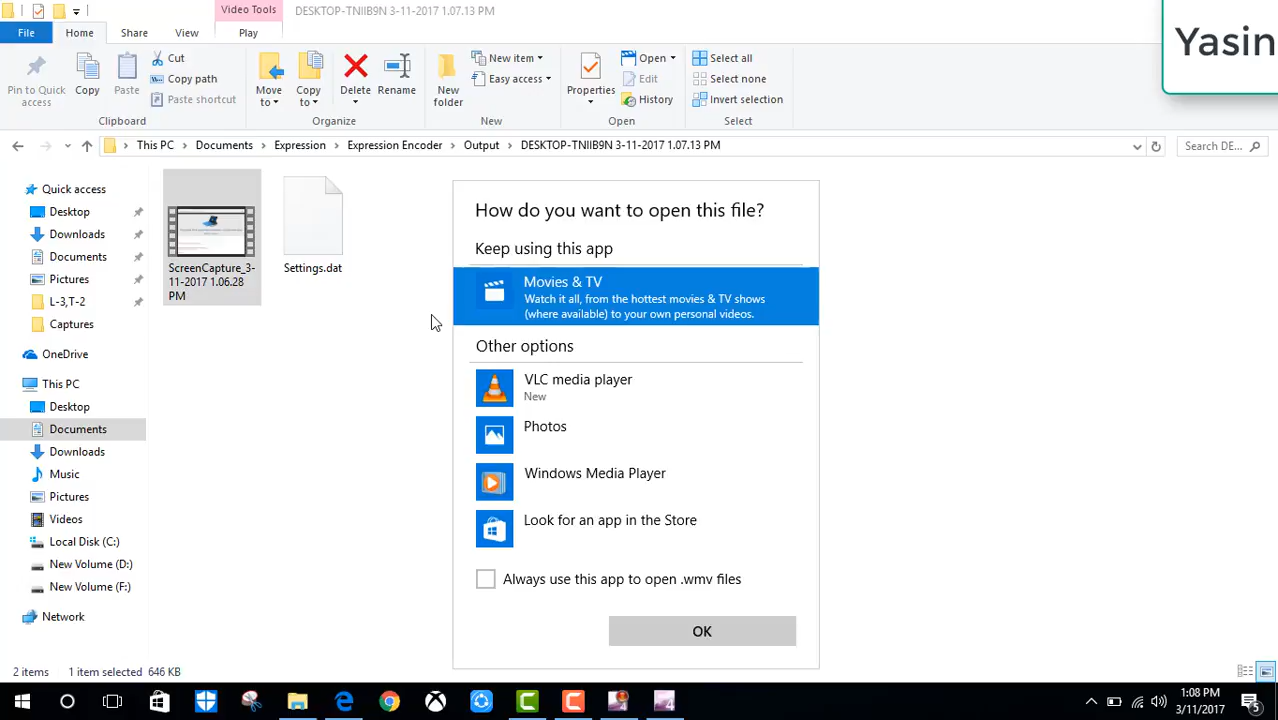 Video Tools
DESKTOP-TNIIB9N 3-11-2017 1.07.13 PM
Yasin
File
Home
Share
View
Play
Pin to Quick
access
Copy
Paste
Cut
Copy path
Paste shortcut
Clipboard
Move
to
Copy
to
Delete
Rename
Organize
New
folder
New item
Easy access
New
Properties
Open
Edit
History
Open
Select all
Select none
Invert selection
Select
This PC
Documents
Expression
Expression Encoder
Output
DESKTOP-TNIIB9N 3-11-2017 1.07.13 PM
Search DE...
Quick access
Desktop
Downloads
Documents
Pictures
L-3,T-2
Captures
OneDrive
This PC
Desktop
Documents
Downloads
Music
Pictures
Videos
Local Disk (C:)
New Volume (D:)
New Volume (F:)
Network
ScreenCapture_3-
11-2017 1.06.28
PM
Settings.dat
How do you want to open this file?
Keep using this app
Movies & TV
Watch it all, from the hottest movies & TV shows
(where available) to your own personal videos.
Other options
VLC media player
New
Photos
Windows Media Player
Look for an app in the Store
Always use this app to open .wmv files
OK
2 items
1 item selected 646 KB
4
1:08 PM
3/11/2017
5